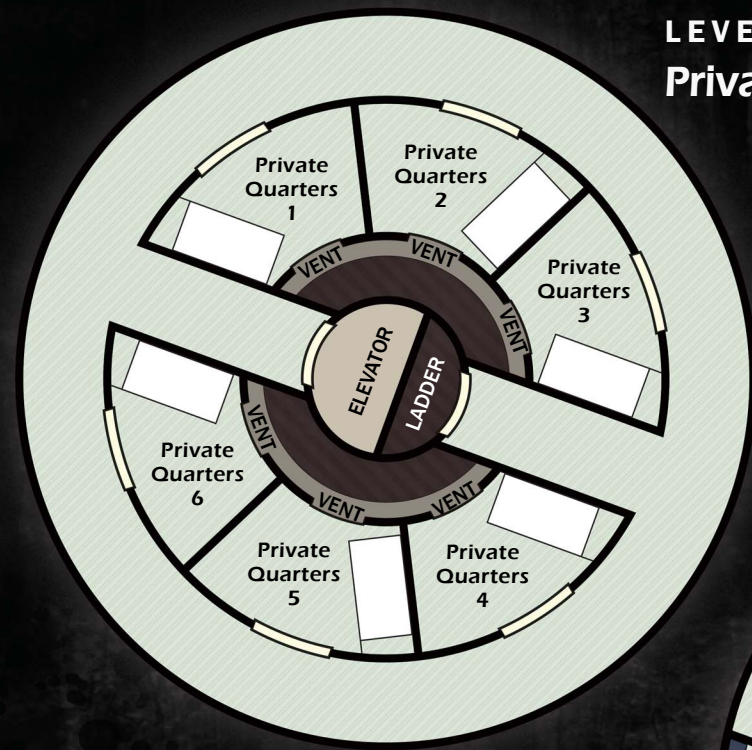 LEVE
Priva
Private
Quarters
1
Private
Quarters
2
Private
Quarters
3
VENT
VENT
VENT
ELEVATOR
LADDER
VENT
VENT
VENT
Private
Quarters
6
Private
Quarters
5
Private
Quarters
4